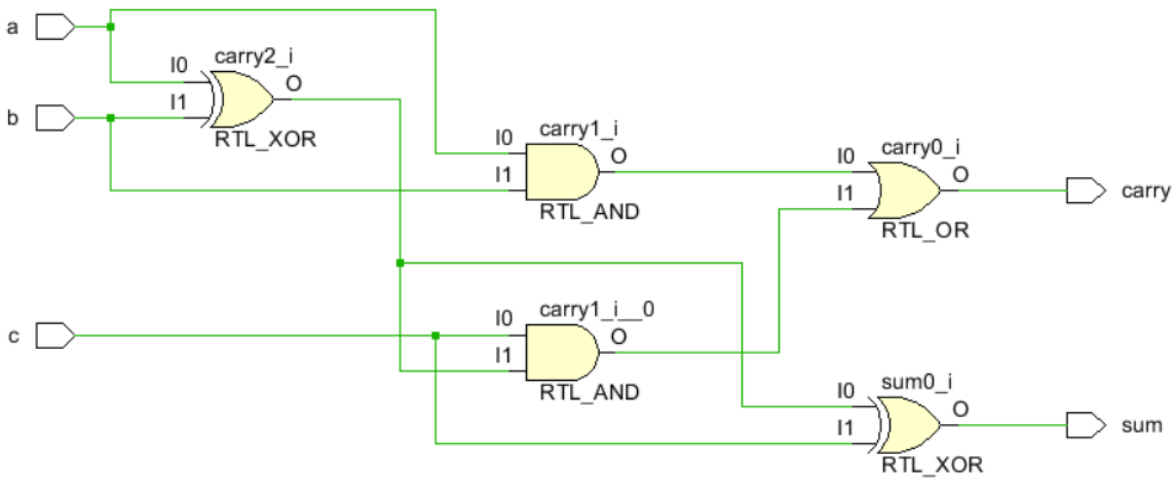 a
carry2_i
I0
O
I1
RTL_XOR
b
carry1_i
I0
O
I1
RTL_AND
carry0_i
I0
O
I1
RTL_OR
carry
c
carry1_i__0
I0
O
I1
RTL_AND
sum0_i
I0
O
I1
RTL_XOR
sum